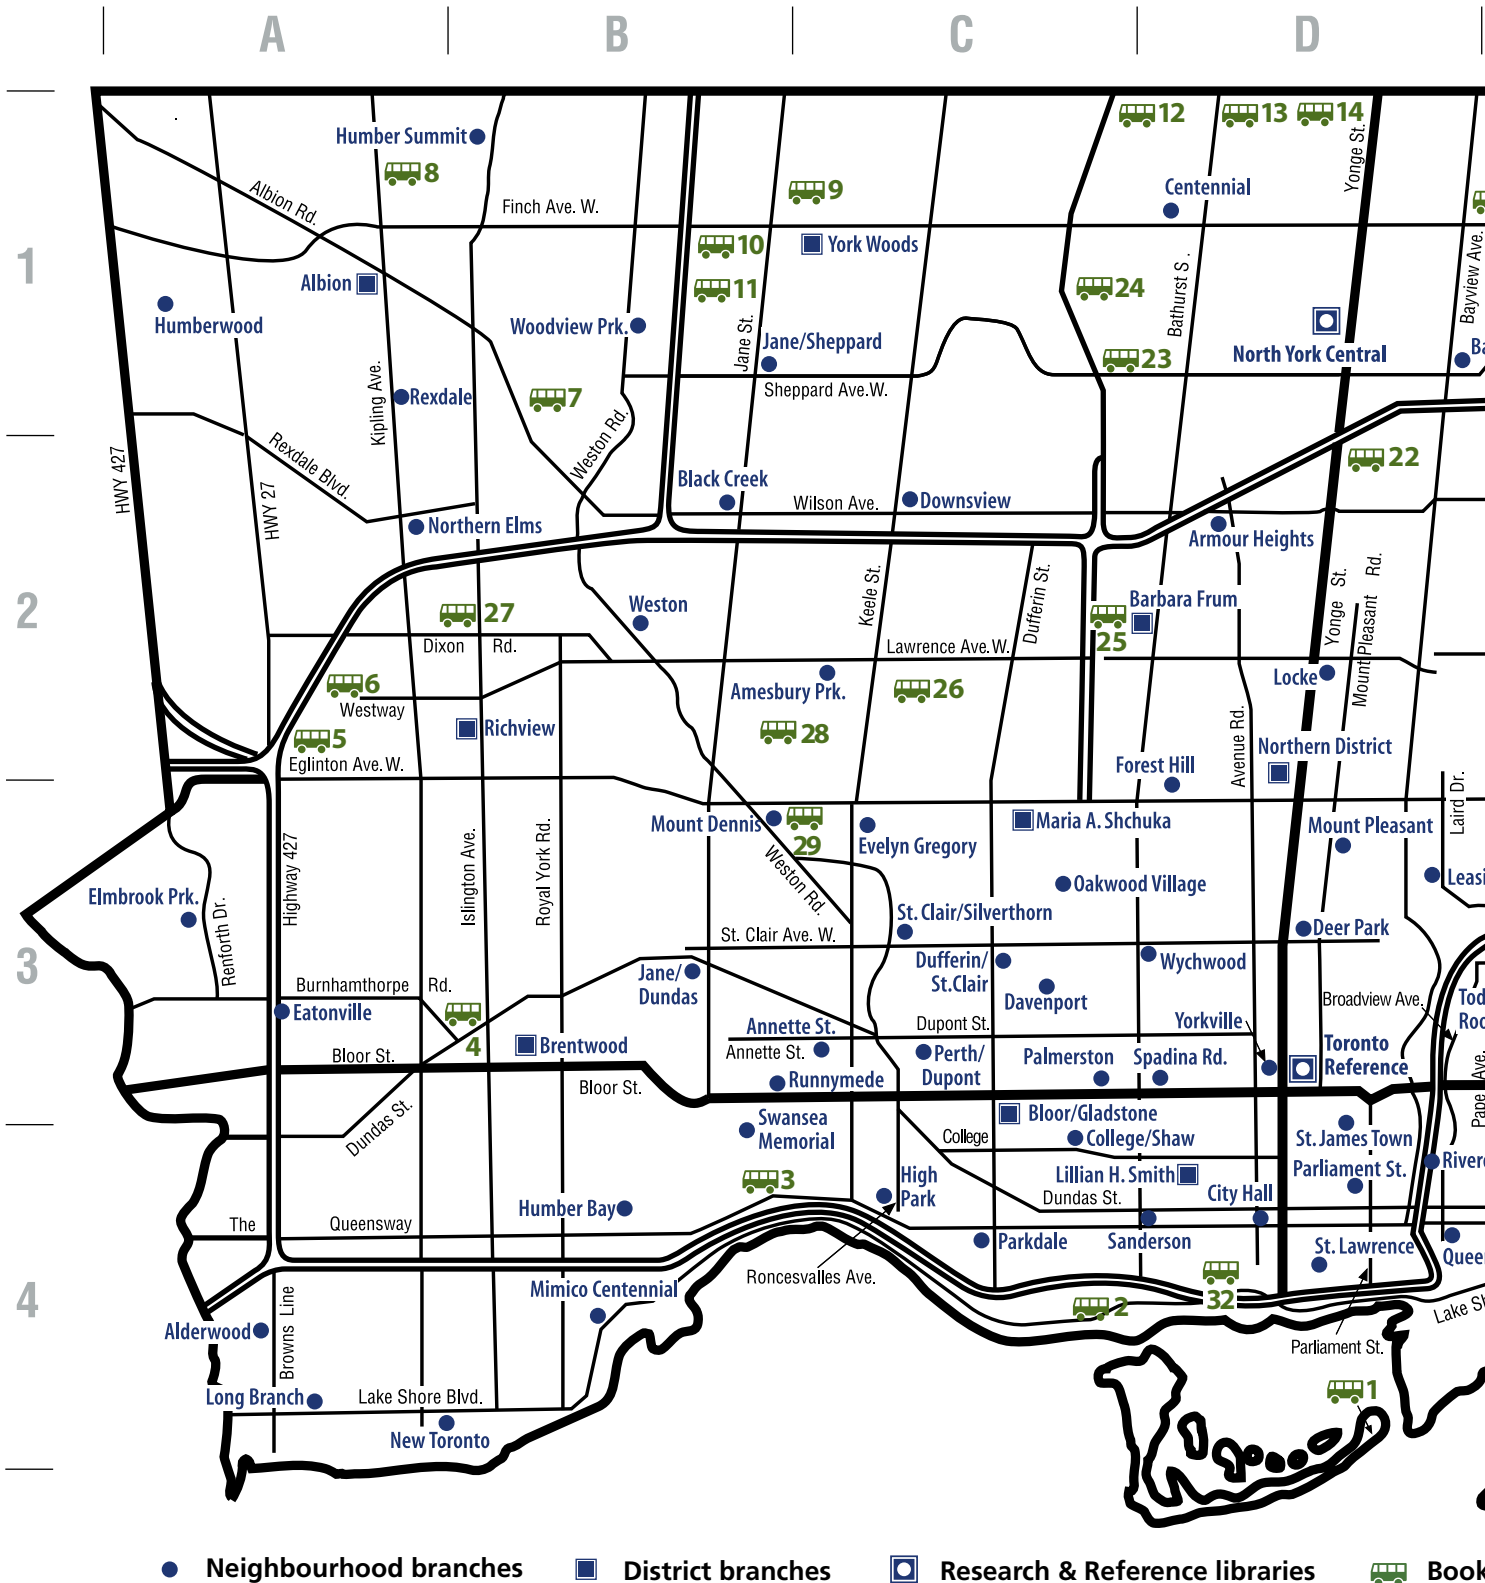 A B C D
1
2
3
4
12
13
14
Humber Summit
8
Yonge St.
Albion Rd.
Finch Ave. W.
9
Centennial
10
York Woods
Albion
11
24
Bathurst S .
Bayview Ave.
Humberwood
Woodview Prk.
Jane St.
Jane/Sheppard
North York Central
Ba
23
Kipling Ave.
Rexdale
7
Sheppard Ave.W.
Weston Rd.
HWY 427
Rexdale Blvd.
HWY 27
22
Black Creek
Wilson Ave.
Downsview
Northern Elms
Armour Heights
27
Weston
Keele St.
Dufferin St.
Barbara Frum
25
Yonge St.
Mount Pleasant Rd.
Dixon Rd.
Lawrence Ave.W.
6
Westway
Amesbury Prk.
26
Locke
5
Richview
28
Avenue Rd.
Northern District
Eglinton Ave.W.
Forest Hill
Laird Dr.
Mount Dennis
29
Evelyn Gregory
Maria A. Shchuka
Mount Pleasant
Highway 427
Islington Ave.
Royal York Rd.
Weston Rd.
Oakwood Village
Leasi
Elmbrook Prk.
Renforth Dr.
St. Clair/Silverthorn
St. Clair Ave. W.
Deer Park
Dufferin/
St.Clair
Wychwood
Jane/
Dundas
Burnhamthorpe Rd.
Davenport
Broadview Ave.
Tod
Roo
Eatonville
4
Brentwood
Annette St.
Annette St.
Dupont St.
Yorkville
Toronto
Reference
Bloor St.
Perth/
Dupont
Palmerston
Spadina Rd.
Pape Ave.
Bloor St.
Runnymede
Dundas St.
Swansea
Memorial
Bloor/Gladstone
College
College/Shaw
St. James Town
3
High
Park
Lillian H. Smith
Parliament St.
Riverd
Humber Bay
Dundas St.
City Hall
The Queensway
Parkdale
Sanderson
St. Lawrence
Queen
Roncesvalles Ave.
Mimico Centennial
2
32
Lake Sh
Alderwood
Browns Line
Parliament St.
Long Branch
Lake Shore Blvd.
1
New Toronto
Neighbourhood branches
District branches
Research & Reference libraries
Book